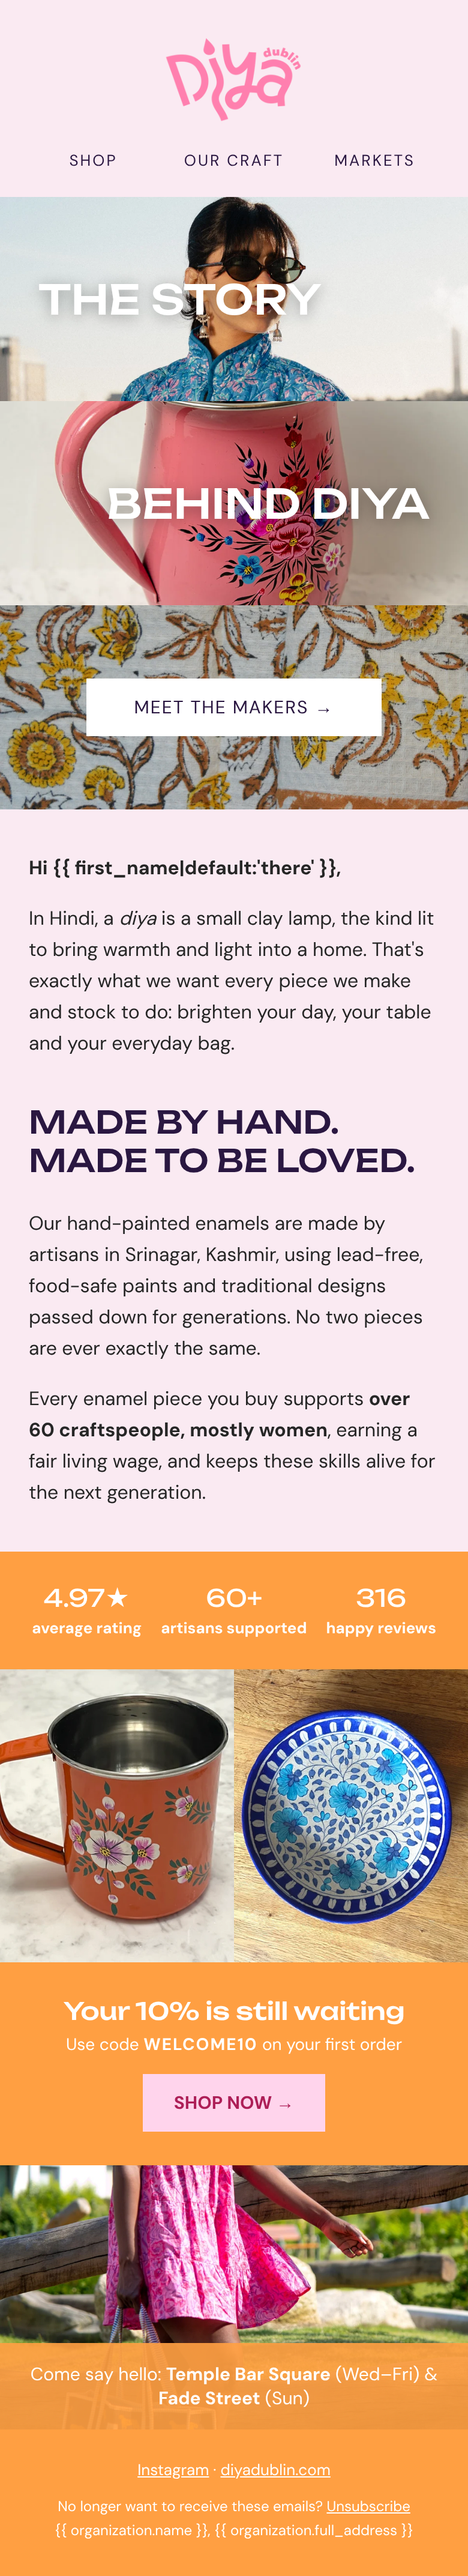 Diya dublin
SHOP OUR CRAFT MARKETS
THE STORY
BEHIND DIYA
MEET THE MAKERS →
Hi {{ first_name|default:'there' }},
In Hindi, a diya is a small clay lamp, the kind lit
to bring warmth and light into a home. That's
exactly what we want every piece we make
and stock to do: brighten your day, your table
and your everyday bag.
MADE BY HAND.
MADE TO BE LOVED.
Our hand-painted enamels are made by
artisans in Srinagar, Kashmir, using lead-free,
food-safe paints and traditional designs
passed down for generations. No two pieces
are ever exactly the same.
Every enamel piece you buy supports over
60 craftspeople, mostly women, earning a
fair living wage, and keeps these skills alive for
the next generation.
4.97★ 60+ 316
average rating artisans supported happy reviews
Your 10% is still waiting
Use code WELCOME10 on your first order
SHOP NOW →
Come say hello: Temple Bar Square (Wed–Fri) &
Fade Street (Sun)
Instagram · diyadublin.com
No longer want to receive these emails? Unsubscribe
{{ organization.name }}, {{ organization.full_address }}